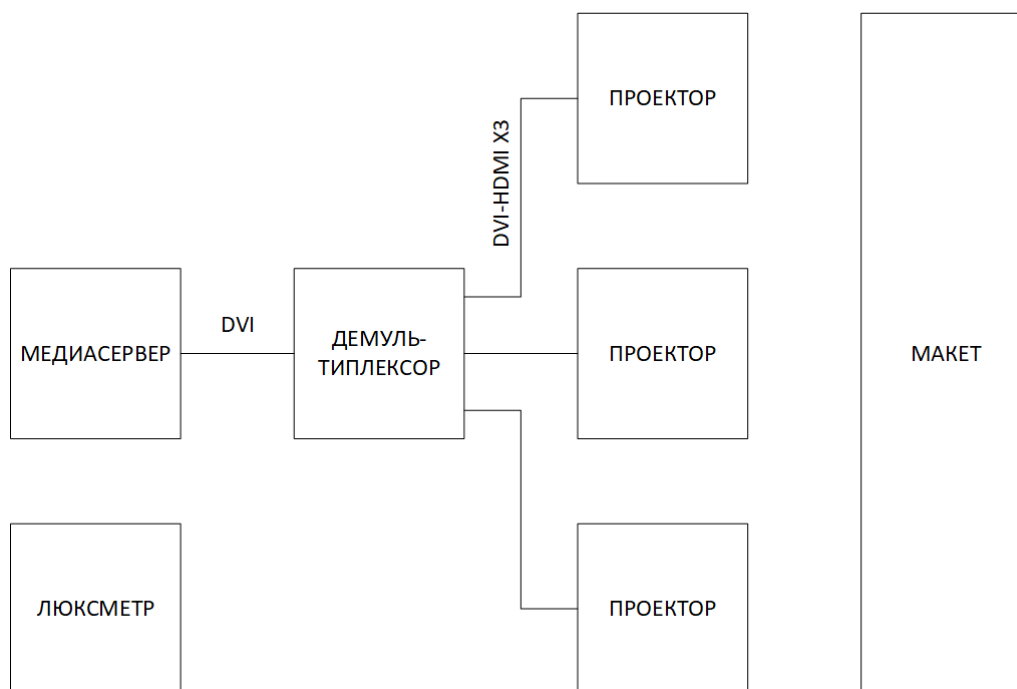 ПРОЕКТОР
DVI-HDMI X3
МЕДИАСЕРВЕР
DVI
ДЕМУЛЬ-
ТИПЛЕКСОР
ПРОЕКТОР
МАКЕТ
ЛЮКСМЕТР
ПРОЕКТОР